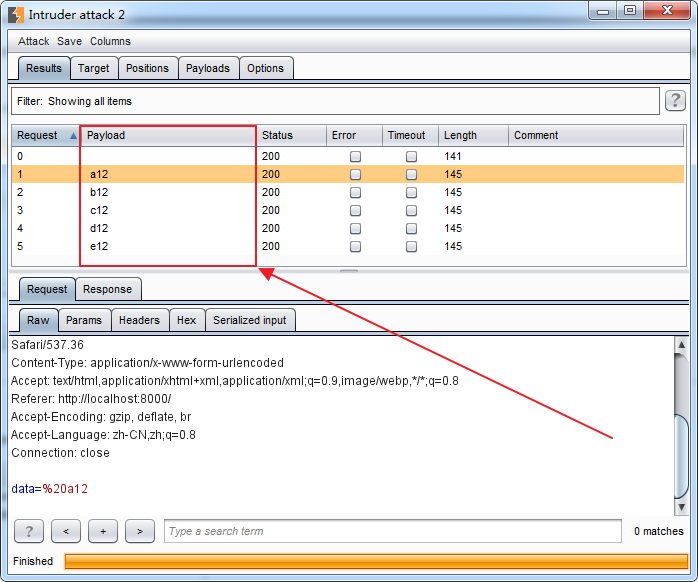 Intruder attack 2
Attack Save Columns
Results Target Positions Payloads Options
Filter: Showing all items ?
Request Payload Status Error Timeout Length Comment
0 200 141
1 a12 200 145
2 b12 200 145
3 c12 200 145
4 d12 200 145
5 e12 200 145
Request Response
Raw Params Headers Hex Serialized input
Safari/537.36
Content-Type: application/x-www-form-urlencoded
Accept: text/html,application/xhtml+xml,application/xml;q=0.9,image/webp,*/*;q=0.8
Referer: http://localhost:8000/
Accept-Encoding: gzip, deflate, br
Accept-Language: zh-CN,zh;q=0.8
Connection: close
data=%20a12
? < + > Type a search term 0 matches
Finished